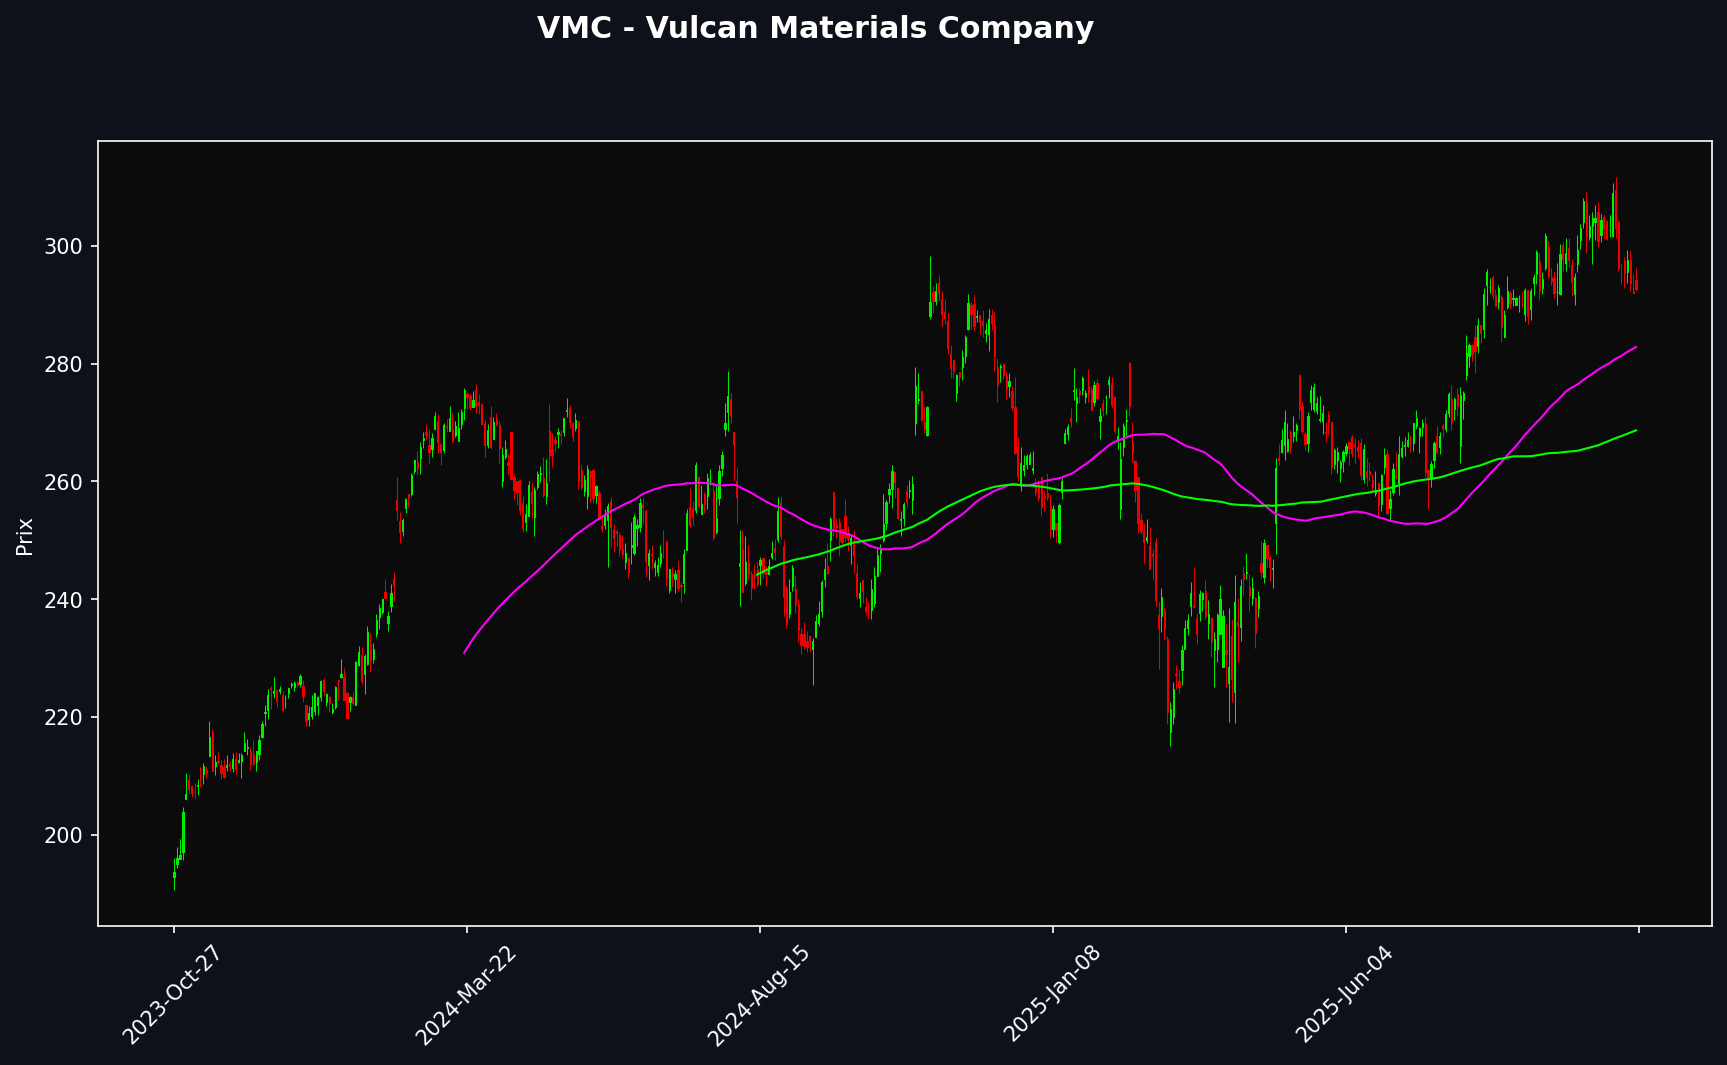 VMC - Vulcan Materials Company
Prix
300
280
260
240
220
200
2023-Oct-27
2024-Mar-22
2024-Aug-15
2025-Jan-08
2025-Jun-04